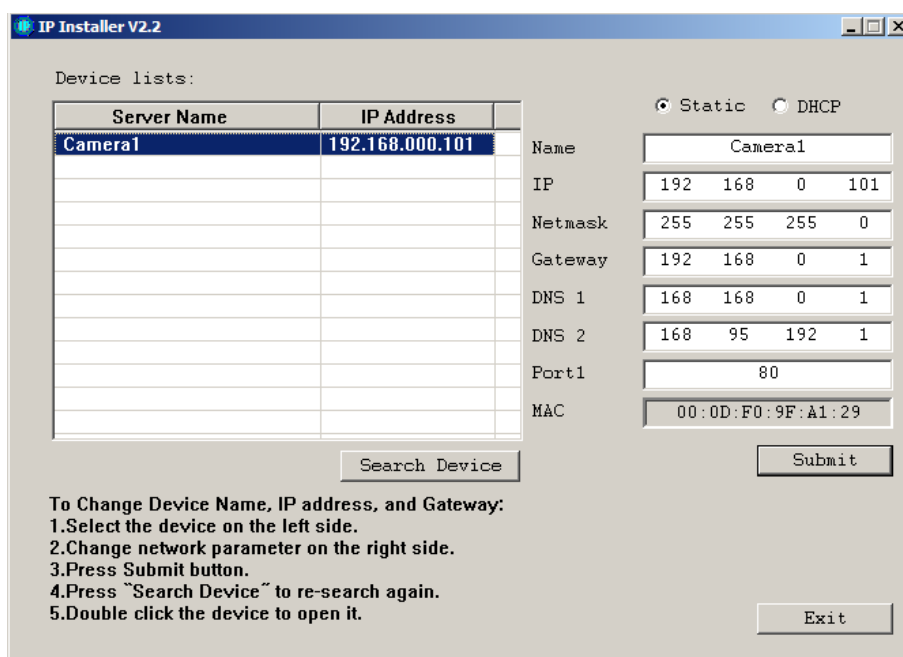 IP Installer V2.2
Device lists:
Server Name IP Address
Camera1 192.168.000.101
Static DHCP
Name Camera1
IP 192 168 0 101
Netmask 255 255 255 0
Gateway 192 168 0 1
DNS 1 168 168 0 1
DNS 2 168 95 192 1
Port1 80
MAC 00:0D:F0:9F:A1:29
Search Device
Submit
To Change Device Name, IP address, and Gateway:
1.Select the device on the left side.
2.Change network parameter on the right side.
3.Press Submit button.
4.Press ˝Search Device˝ to re-search again.
5.Double click the device to open it.
Exit